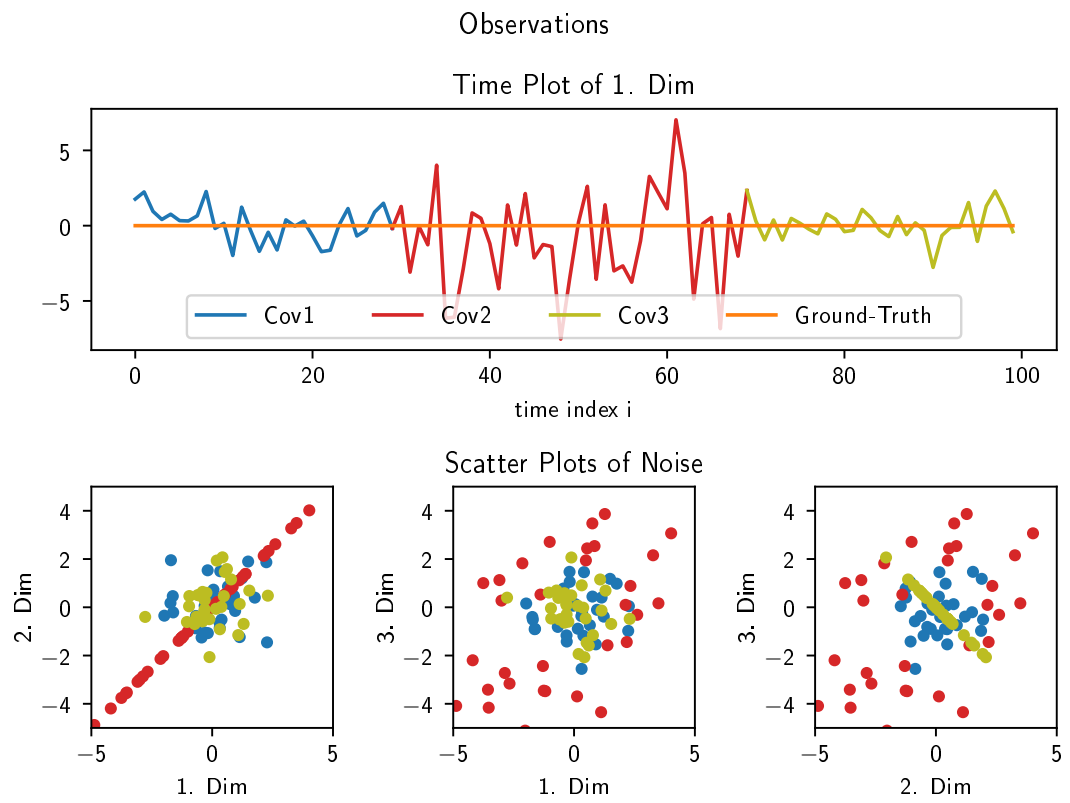 Observations
Time Plot of 1. Dim
5
0
−5
Cov1 Cov2 Cov3 Ground-Truth
0 20 40 60 80 100
time index i
Scatter Plots of Noise
4
2
0
−2
−4
2. Dim
−5 0 5
1. Dim
4
2
0
−2
−4
3. Dim
−5 0 5
1. Dim
4
2
0
−2
−4
3. Dim
−5 0 5
2. Dim